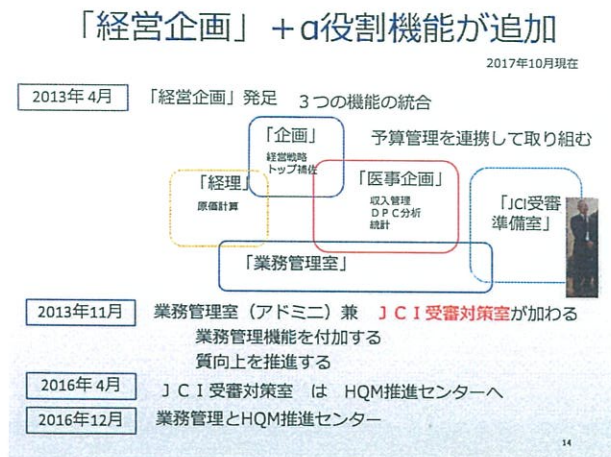 「経営企画」+α役割機能が追加
2017年10月現在
2013年 4月 「経営企画」発足 3つの機能の統合
「企画」
経営戦略
トップ補佐
予算管理を連携して取り組む
「経理」
原価計算
「医事企画」
収入管理
DPC分析
統計
「JCI受審
準備室」
「業務管理室」
2013年11月 業務管理室(アドミニ)兼 JCI受審対策室が加わる
業務管理機能を付加する
質向上を推進する
2016年 4月 JCI受審対策室 は HQM推進センターへ
2016年12月 業務管理とHQM推進センター
14